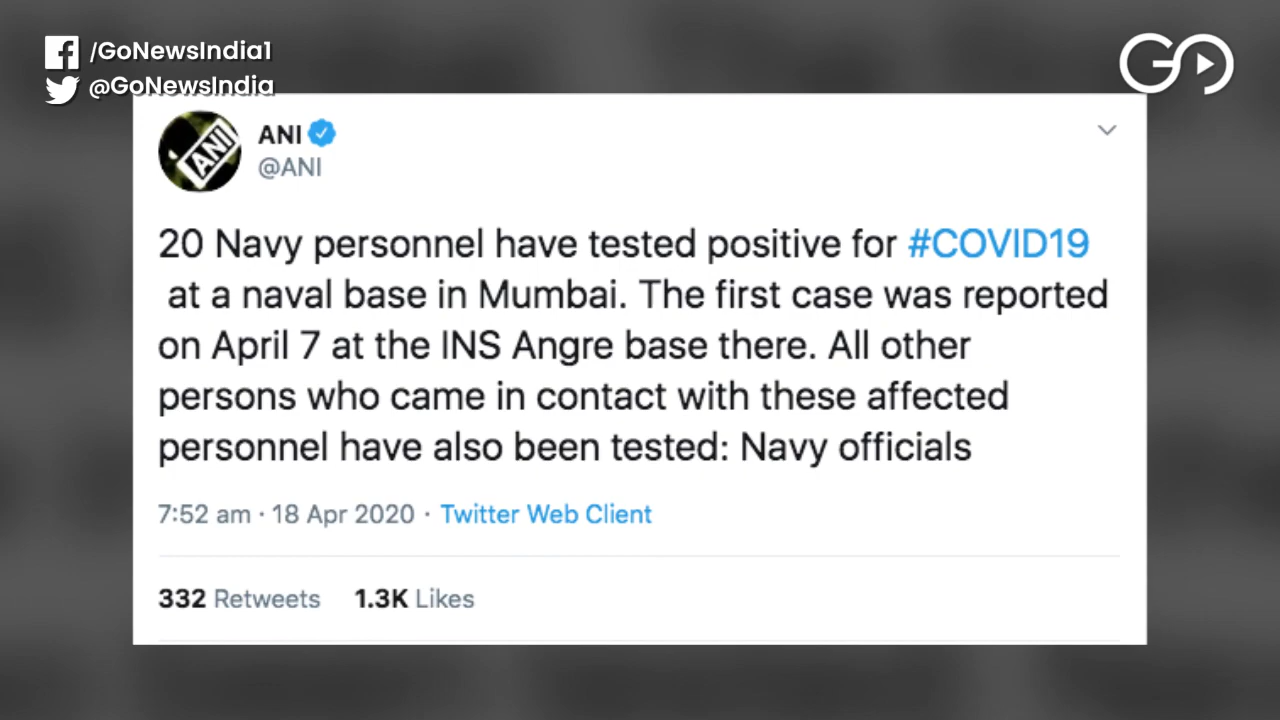 /GoNewsIndia1
@GoNewsIndia
GO
ANI
ANI
@ANI
20 Navy personnel have tested positive for #COVID19
at a naval base in Mumbai. The first case was reported
on April 7 at the INS Angre base there. All other
persons who came in contact with these affected
personnel have also been tested: Navy officials
7:52 am · 18 Apr 2020 · Twitter Web Client
332 Retweets 1.3K Likes